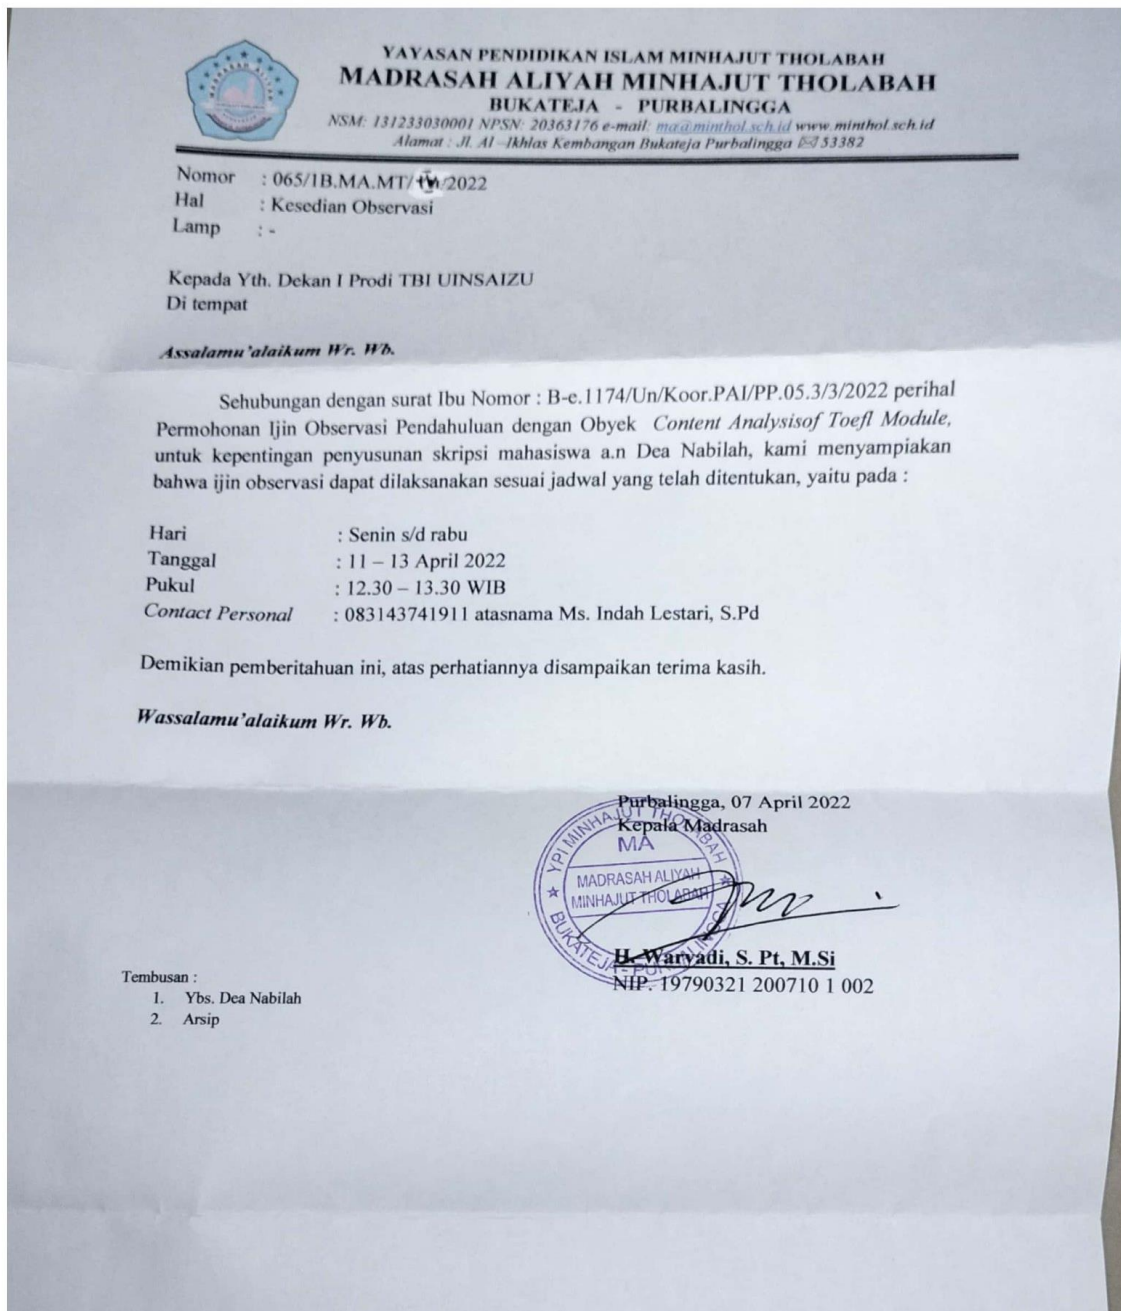 YAYASAN PENDIDIKAN ISLAM MINHAJUT THOLABAH
MADRASAH ALIYAH MINHAJUT THOLABAH
BUKATEJA - PURBALINGGA
NSM: 131233030001 NPSN: 20363176 e-mail: ma@minthol.sch.id www.minthol.sch.id
Alamat : Jl. Al -Ikhlas Kembangan Bukateja Purbalingga 53382
Nomor : 065/1B.MA.MT/ /2022
Hal : Kesedian Observasi
Lamp : -
Kepada Yth. Dekan I Prodi TBI UINSAIZU
Di tempat
Assalamu'alaikum Wr. Wb.
Sehubungan dengan surat Ibu Nomor : B-e.1174/Un/Koor.PAI/PP.05.3/3/2022 perihal
Permohonan Ijin Observasi Pendahuluan dengan Obyek Content Analysisof Toefl Module,
untuk kepentingan penyusunan skripsi mahasiswa a.n Dea Nabilah, kami menyampiakan
bahwa ijin observasi dapat dilaksanakan sesuai jadwal yang telah ditentukan, yaitu pada :
Hari : Senin s/d rabu
Tanggal : 11 – 13 April 2022
Pukul : 12.30 – 13.30 WIB
Contact Personal : 083143741911 atasnama Ms. Indah Lestari, S.Pd
Demikian pemberitahuan ini, atas perhatiannya disampaikan terima kasih.
Wassalamu'alaikum Wr. Wb.
Purbalingga, 07 April 2022
Kepala Madrasah
YPI MINHAJUT THOLABAH
MA
MADRASAH ALIYAH
MINHAJUT THOLABAH
BUKATEJA - PURBALINGGA
H. Waryadi, S. Pt, M.Si
NIP. 19790321 200710 1 002
Tembusan :
1. Ybs. Dea Nabilah
2. Arsip